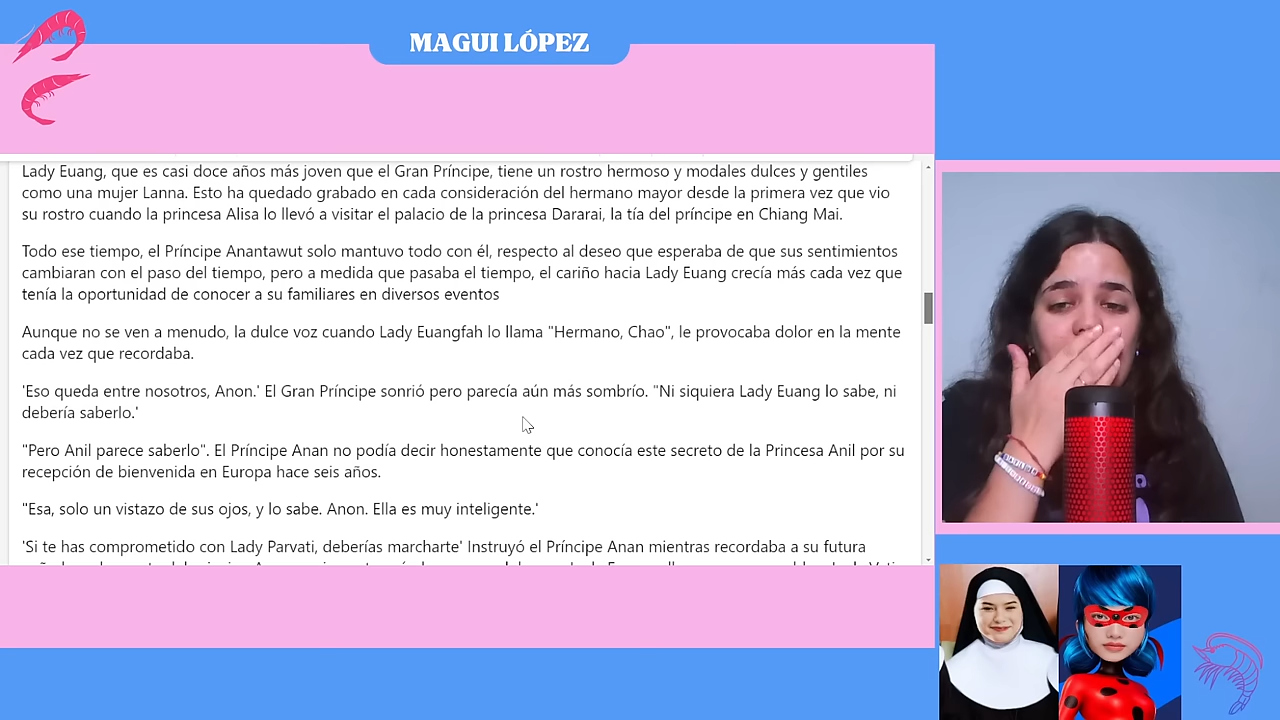 MAGUI LÓPEZ
Lady Euang, que es casi doce años más joven que el Gran Príncipe, tiene un rostro hermoso y modales dulces y gentiles
como una mujer Lanna. Esto ha quedado grabado en cada consideración del hermano mayor desde la primera vez que vio
su rostro cuando la princesa Alisa lo llevó a visitar el palacio de la princesa Dararai, la tía del príncipe en Chiang Mai.
Todo ese tiempo, el Príncipe Anantawut solo mantuvo todo con él, respecto al deseo que esperaba de que sus sentimientos
cambiaran con el paso del tiempo, pero a medida que pasaba el tiempo, el cariño hacia Lady Euang crecía más cada vez que
tenía la oportunidad de conocer a su familiares en diversos eventos
Aunque no se ven a menudo, la dulce voz cuando Lady Euangfah lo llama "Hermano, Chao", le provocaba dolor en la mente
cada vez que recordaba.
'Eso queda entre nosotros, Anon.' El Gran Príncipe sonrió pero parecía aún más sombrío. "Ni siquiera Lady Euang lo sabe, ni
debería saberlo.'
"Pero Anil parece saberlo". El Príncipe Anan no podía decir honestamente que conocía este secreto de la Princesa Anil por su
recepción de bienvenida en Europa hace seis años.
"Esa, solo un vistazo de sus ojos, y lo sabe. Anon. Ella es muy inteligente.'
'Si te has comprometido con Lady Parvati, deberías marcharte' Instruyó el Príncipe Anan mientras recordaba a su futura